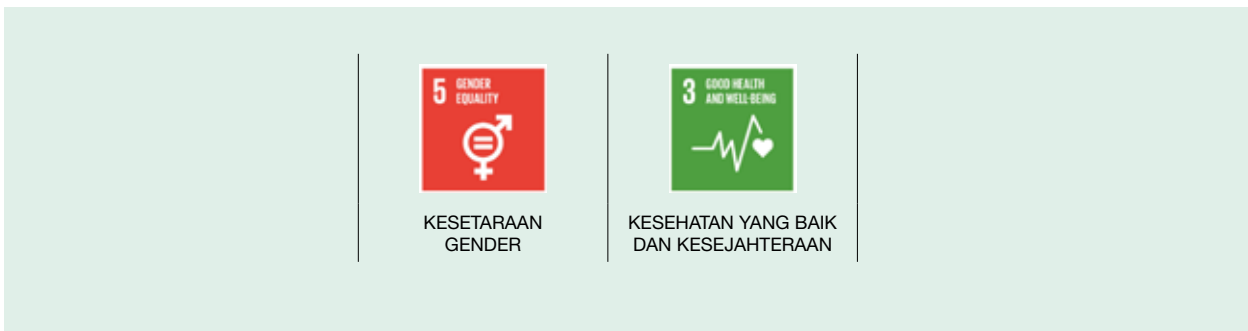 5 GENDER
EQUALITY
KESETARAAN
GENDER
3 GOOD HEALTH
AND WELL-BEING
KESEHATAN YANG BAIK
DAN KESEJAHTERAAN